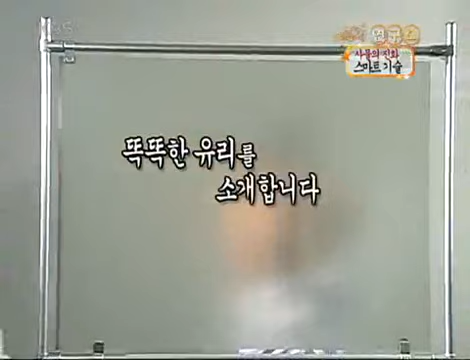 사물의 진화
스마트 기술
똑똑한 유리를
소개합니다